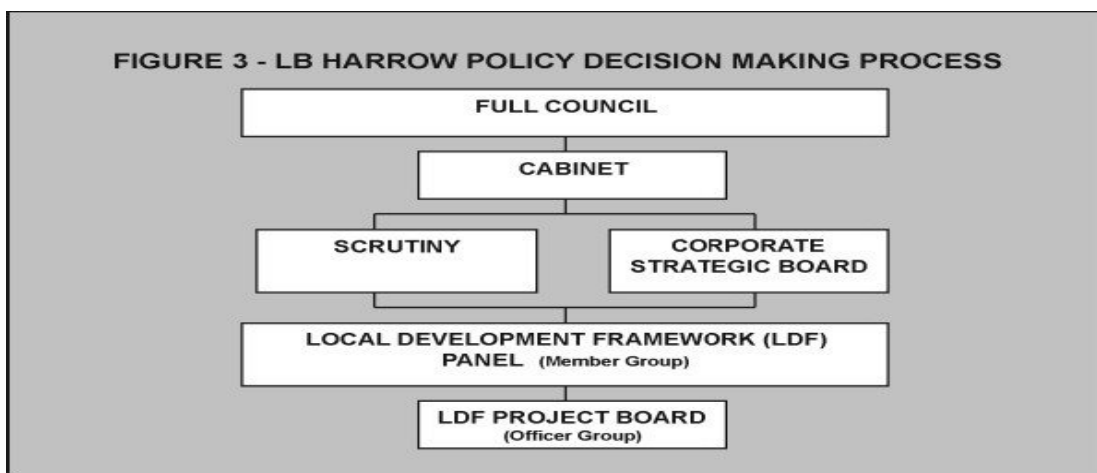 FIGURE 3 - LB HARROW POLICY DECISION MAKING PROCESS
FULL COUNCIL
CABINET
SCRUTINY
CORPORATE
STRATEGIC BOARD
LOCAL DEVELOPMENT FRAMEWORK (LDF)
PANEL (Member Group)
LDF PROJECT BOARD
(Officer Group)